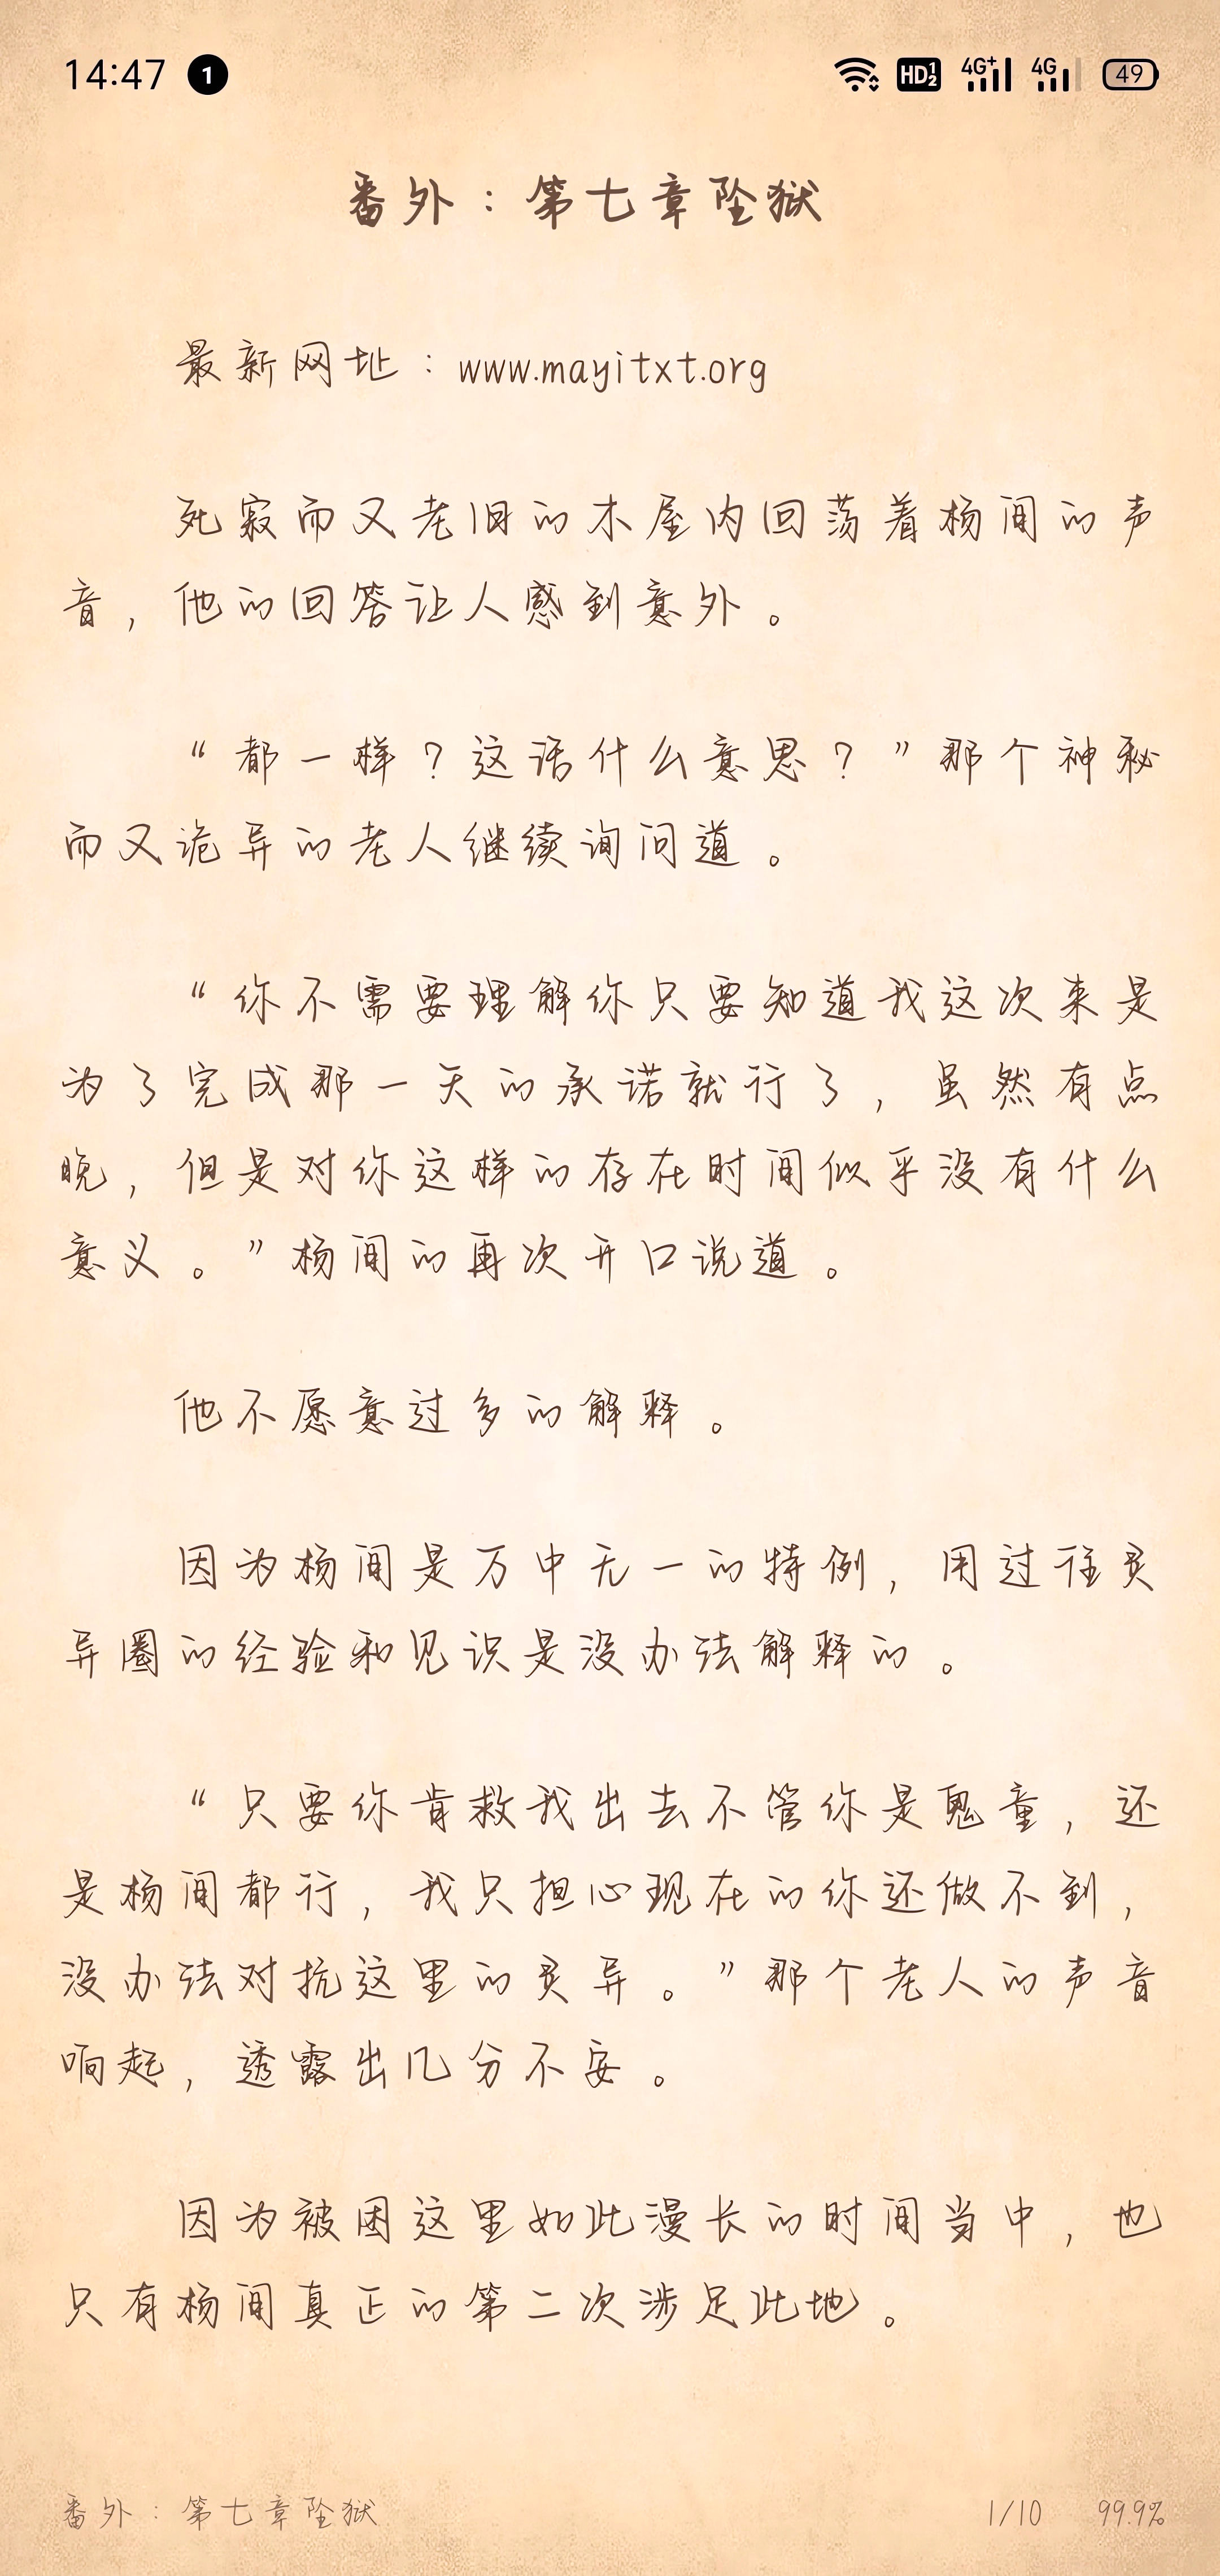 14:47 1 HD 1 2 4G+ 4G 49
番外：第七章坠狱
最新网址：www.mayitxt.org
死寂而又老旧的木屋内回荡着杨间的声
音，他的回答让人感到意外。
“都一样？这话什么意思？”那个神秘
而又诡异的老人继续询问道。
“你不需要理解你只要知道我这次来是
为了完成那一天的承诺就行了，虽然有点
晚，但是对你这样的存在时间似乎没有什么
意义。”杨间的再次开口说道。
他不愿意过多的解释。
因为杨间是万中无一的特例，用过往灵
异圈的经验和见识是没办法解释的。
“只要你肯救我出去不管你是鬼童，还
是杨间都行，我只担心现在的你还做不到，
没办法对抗这里的灵异。”那个老人的声音
响起，透露出几分不安。
因为被困这里如此漫长的时间当中，也
只有杨间真正的第二次涉足此地。
番外：第七章坠狱 1/10 99.9%